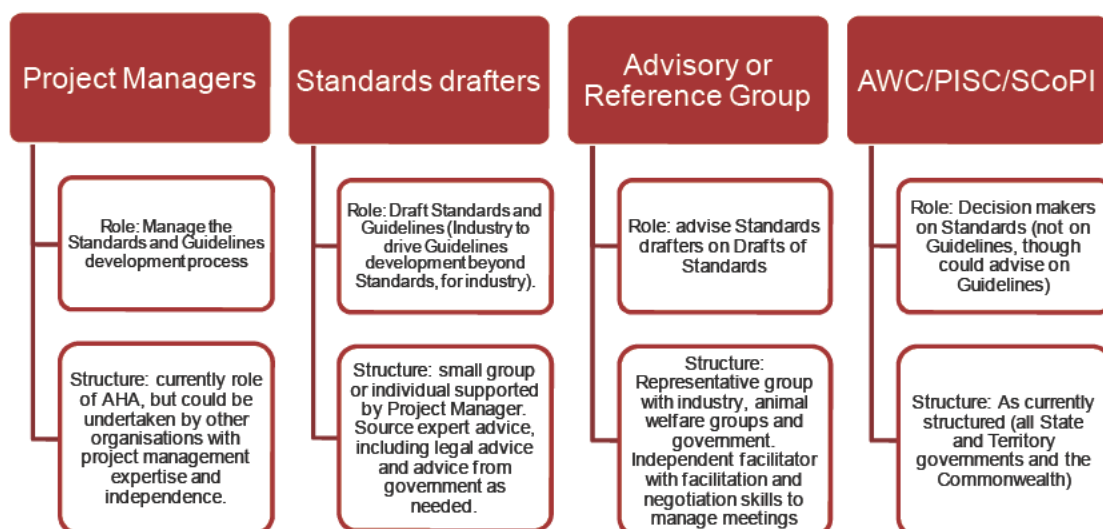 Project Managers
Role: Manage the
Standards and Guidelines
development process
Structure: currently role
of AHA, but could be
undertaken by other
organisations with
project management
expertise and
independence.
Standards drafters
Role: Draft Standards and
Guidelines (Industry to
drive Guidelines
development beyond
Standards, for industry).
Structure: small group
or individual supported
by Project Manager.
Source expert advice,
including legal advice
and advice from
government as
needed.
Advisory or
Reference Group
Role: advise Standards
drafters on Drafts of
Standards
Structure:
Representative group
with industry, animal
welfare groups and
government.
Independent facilitator
with facilitation and
negotiation skills to
manage meetings
AWC/PISC/SCoPI
Role: Decision makers
on Standards (not on
Guidelines, though
could advise on
Guidelines)
Structure: As currently
structured (all State
and Territory
governments and the
Commonwealth)